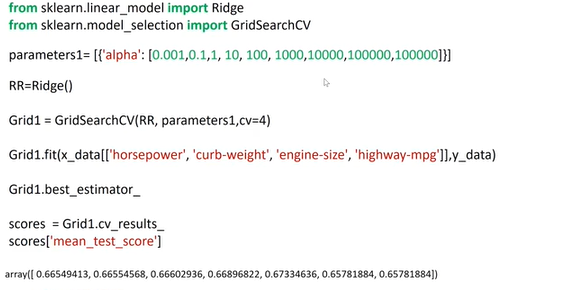 from sklearn.linear_model import Ridge
from sklearn.model_selection import GridSearchCV
parameters1= [{'alpha': [0.001,0.1,1, 10, 100, 1000,10000,100000,100000]}]
RR=Ridge()
Grid1 = GridSearchCV(RR, parameters1,cv=4)
Grid1.fit(x_data[['horsepower', 'curb-weight', 'engine-size', 'highway-mpg']],y_data)
Grid1.best_estimator_
scores = Grid1.cv_results_
scores['mean_test_score']
array([ 0.66549413, 0.66554568, 0.66602936, 0.66896822, 0.67334636, 0.65781884, 0.65781884])